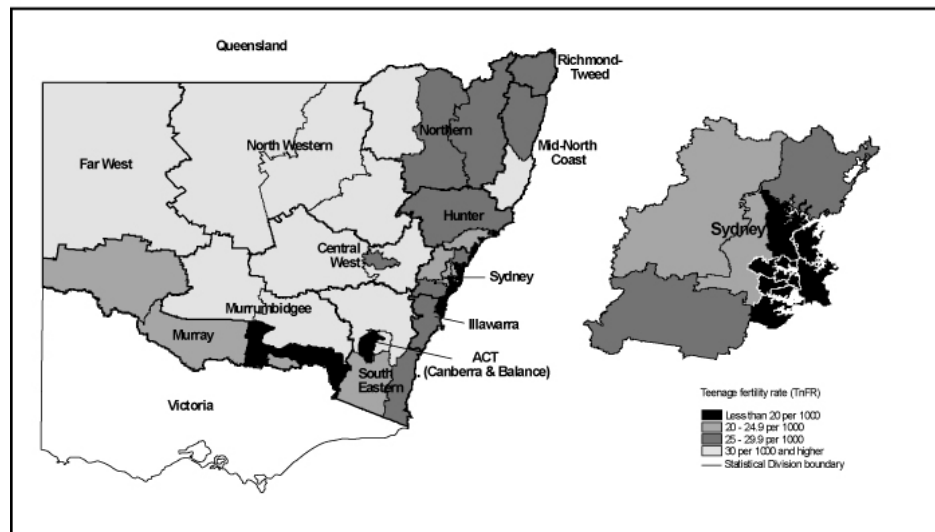 Queensland
Richmond-
Tweed
Northern
North Western
Mid-North
Coast
Far West
Hunter
Sydney
Central
West
Sydney
Murrumbidgee
Illawarra
Murray
ACT
(Canberra & Balance)
South
Eastern
Victoria
Teenage fertility rate (TnFR)
Less than 20 per 1000
20 - 24.9 per 1000
25 - 29.9 per 1000
30 per 1000 and higher
Statistical Division boundary